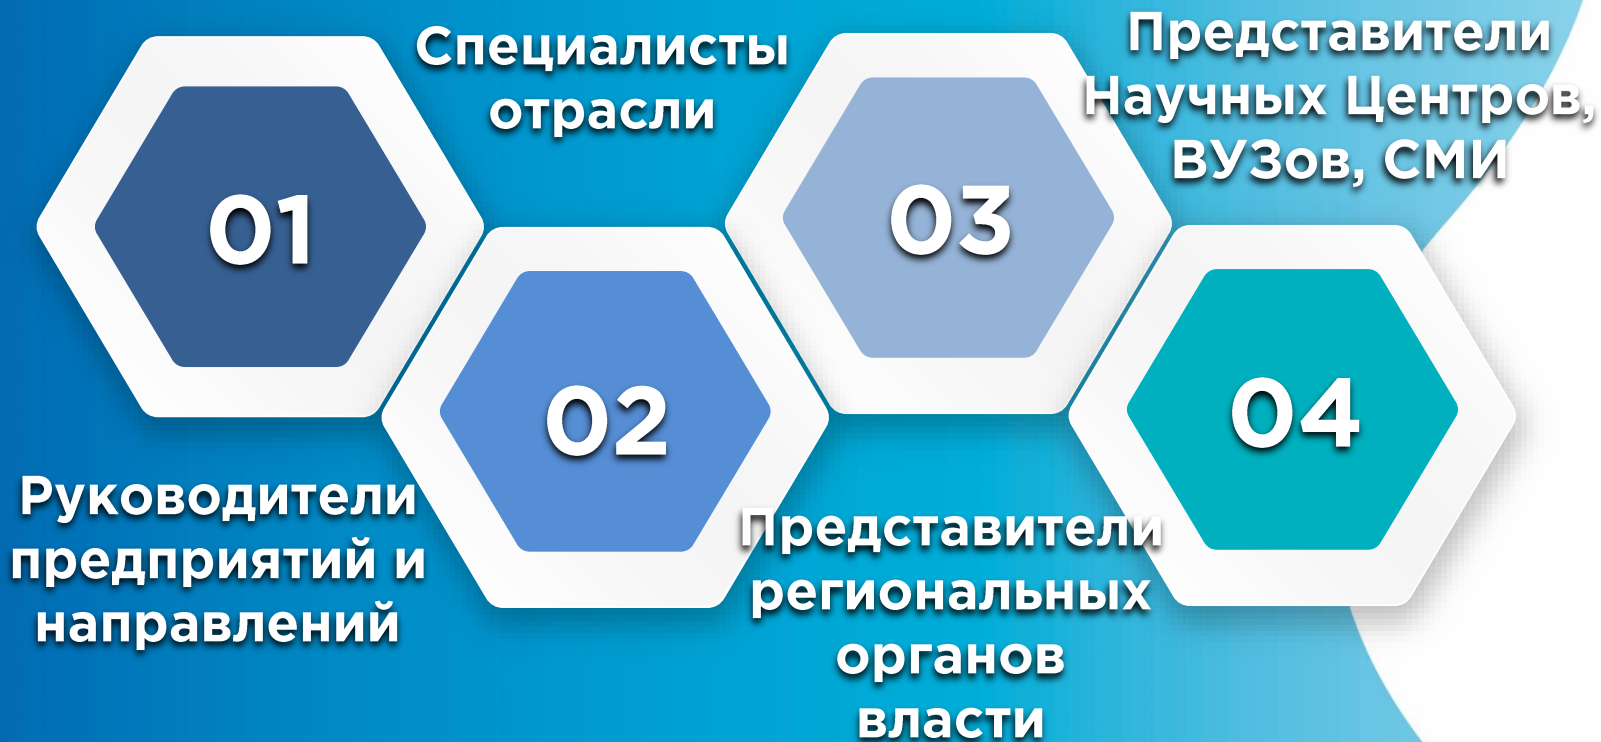 01
Руководители
предприятий и
направлений
Специалисты
отрасли
02
03
Представители
региональных
органов
власти
Представители
Научных Центров,
ВУЗов, СМИ
04